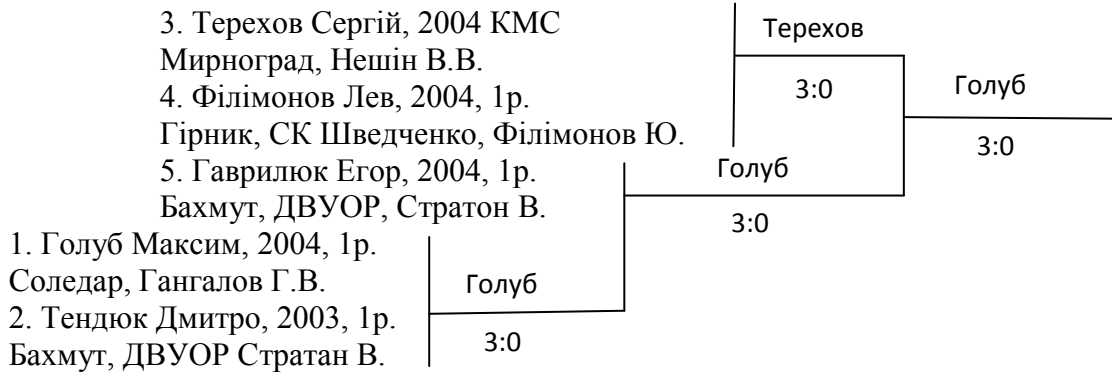 3. Терехов Сергій, 2004 КМС
Мирноград, Нешін В.В.
4. Філімонов Лев, 2004, 1р.
Гірник, СК Шведченко, Філімонов Ю.
5. Гаврилюк Егор, 2004, 1р.
Бахмут, ДВУОР, Стратон В.
1. Голуб Максим, 2004, 1р.
Соледар, Гангалов Г.В.
2. Тендюк Дмитро, 2003, 1р.
Бахмут, ДВУОР Стратан В.
Голуб
3:0
Терехов
3:0
Голуб
3:0
Голуб
3:0